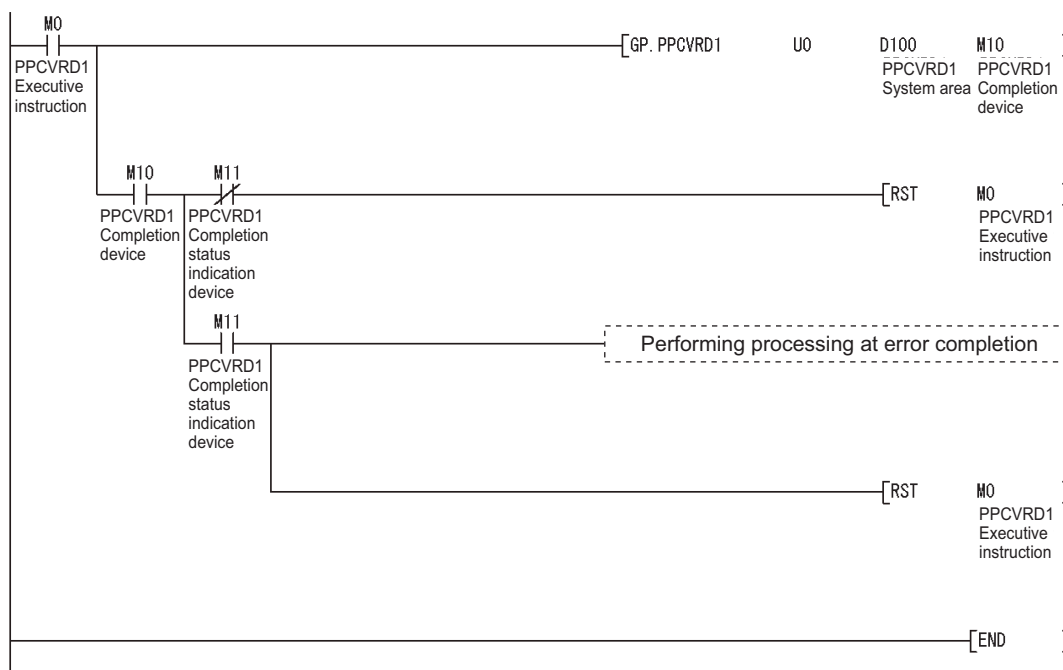 M0
[GP.PPCVRD1 U0 D100 M10 ]
PPCVRD1
Executive
instruction
PPCVRD1
System area
PPCVRD1
Completion
device
M10
PPCVRD1
Completion
device
M11
PPCVRD1
Completion
status
indication
device
[RST M0 ]
PPCVRD1
Executive
instruction
M11
PPCVRD1
Completion
status
indication
device
Performing processing at error completion
[RST M0 ]
PPCVRD1
Executive
instruction
[END ]